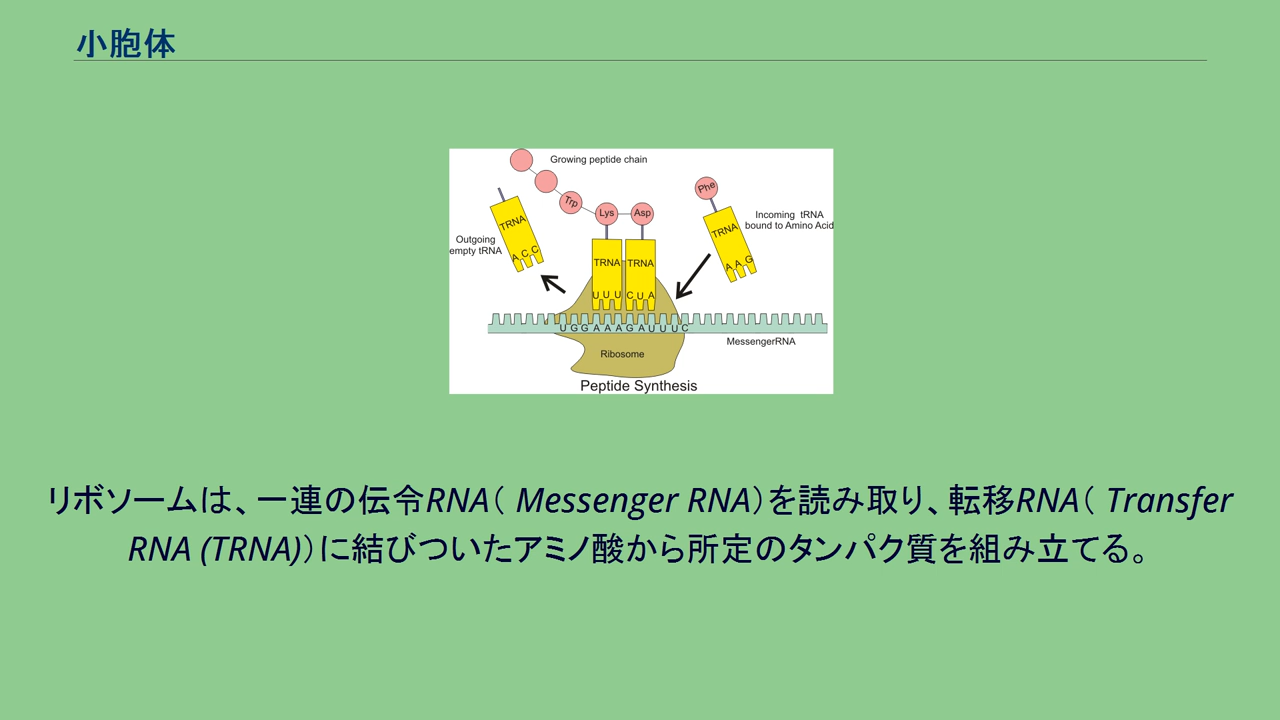 小胞体
Growing peptide chain
Trp
Lys
Asp
Phe
TRNA
Outgoing
empty tRNA
A C C
TRNA
TRNA
U U U
C U A
TRNA
A A G
Incoming tRNA
bound to Amino Acid
U G G A A A G A U U U C
MessengerRNA
Ribosome
Peptide Synthesis
リボソームは、一連の伝令RNA（ Messenger RNA）を読み取り、転移RNA（ Transfer
RNA (TRNA)）に結びついたアミノ酸から所定のタンパク質を組み立てる。